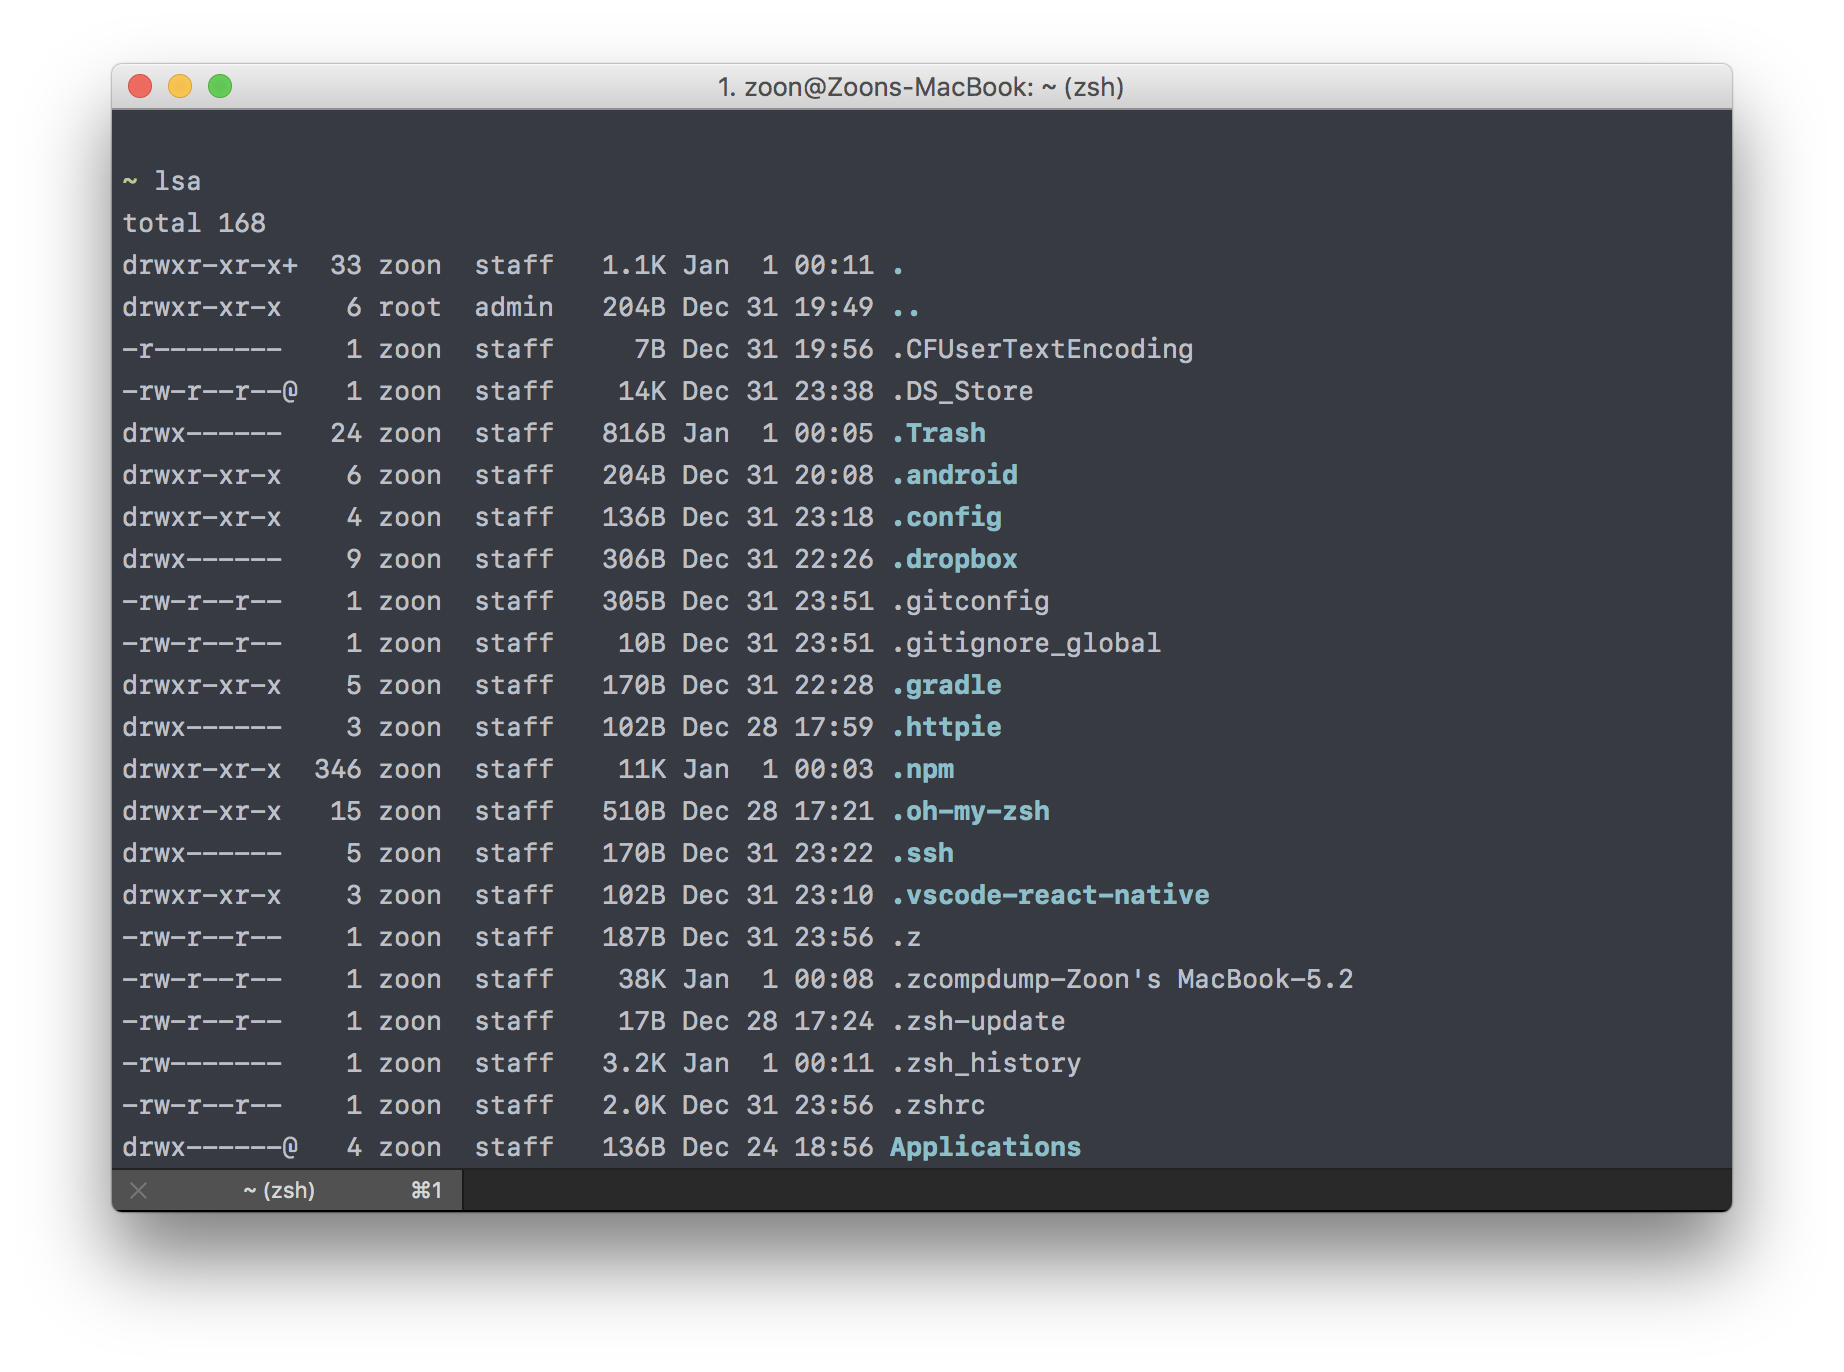 1. zoon@Zoons-MacBook: ~ (zsh)
~ lsa
total 168
drwxr-xr-x+  33 zoon  staff   1.1K Jan  1 00:11 .
drwxr-xr-x    6 root  admin   204B Dec 31 19:49 ..
-r--------    1 zoon  staff     7B Dec 31 19:56 .CFUserTextEncoding
-rw-r--r--@   1 zoon  staff    14K Dec 31 23:38 .DS_Store
drwx------   24 zoon  staff   816B Jan  1 00:05 .Trash
drwxr-xr-x    6 zoon  staff   204B Dec 31 20:08 .android
drwxr-xr-x    4 zoon  staff   136B Dec 31 23:18 .config
drwx------    9 zoon  staff   306B Dec 31 22:26 .dropbox
-rw-r--r--    1 zoon  staff   305B Dec 31 23:51 .gitconfig
-rw-r--r--    1 zoon  staff    10B Dec 31 23:51 .gitignore_global
drwxr-xr-x    5 zoon  staff   170B Dec 31 22:28 .gradle
drwx------    3 zoon  staff   102B Dec 28 17:59 .httpie
drwxr-xr-x  346 zoon  staff    11K Jan  1 00:03 .npm
drwxr-xr-x   15 zoon  staff   510B Dec 28 17:21 .oh-my-zsh
drwx------    5 zoon  staff   170B Dec 31 23:22 .ssh
drwxr-xr-x    3 zoon  staff   102B Dec 31 23:10 .vscode-react-native
-rw-r--r--    1 zoon  staff   187B Dec 31 23:56 .z
-rw-r--r--    1 zoon  staff    38K Jan  1 00:08 .zcompdump-Zoon's MacBook-5.2
-rw-r--r--    1 zoon  staff    17B Dec 28 17:24 .zsh-update
-rw-------    1 zoon  staff   3.2K Jan  1 00:11 .zsh_history
-rw-r--r--    1 zoon  staff   2.0K Dec 31 23:56 .zshrc
drwx------@   4 zoon  staff   136B Dec 24 18:56 Applications
~ (zsh) ⌘1